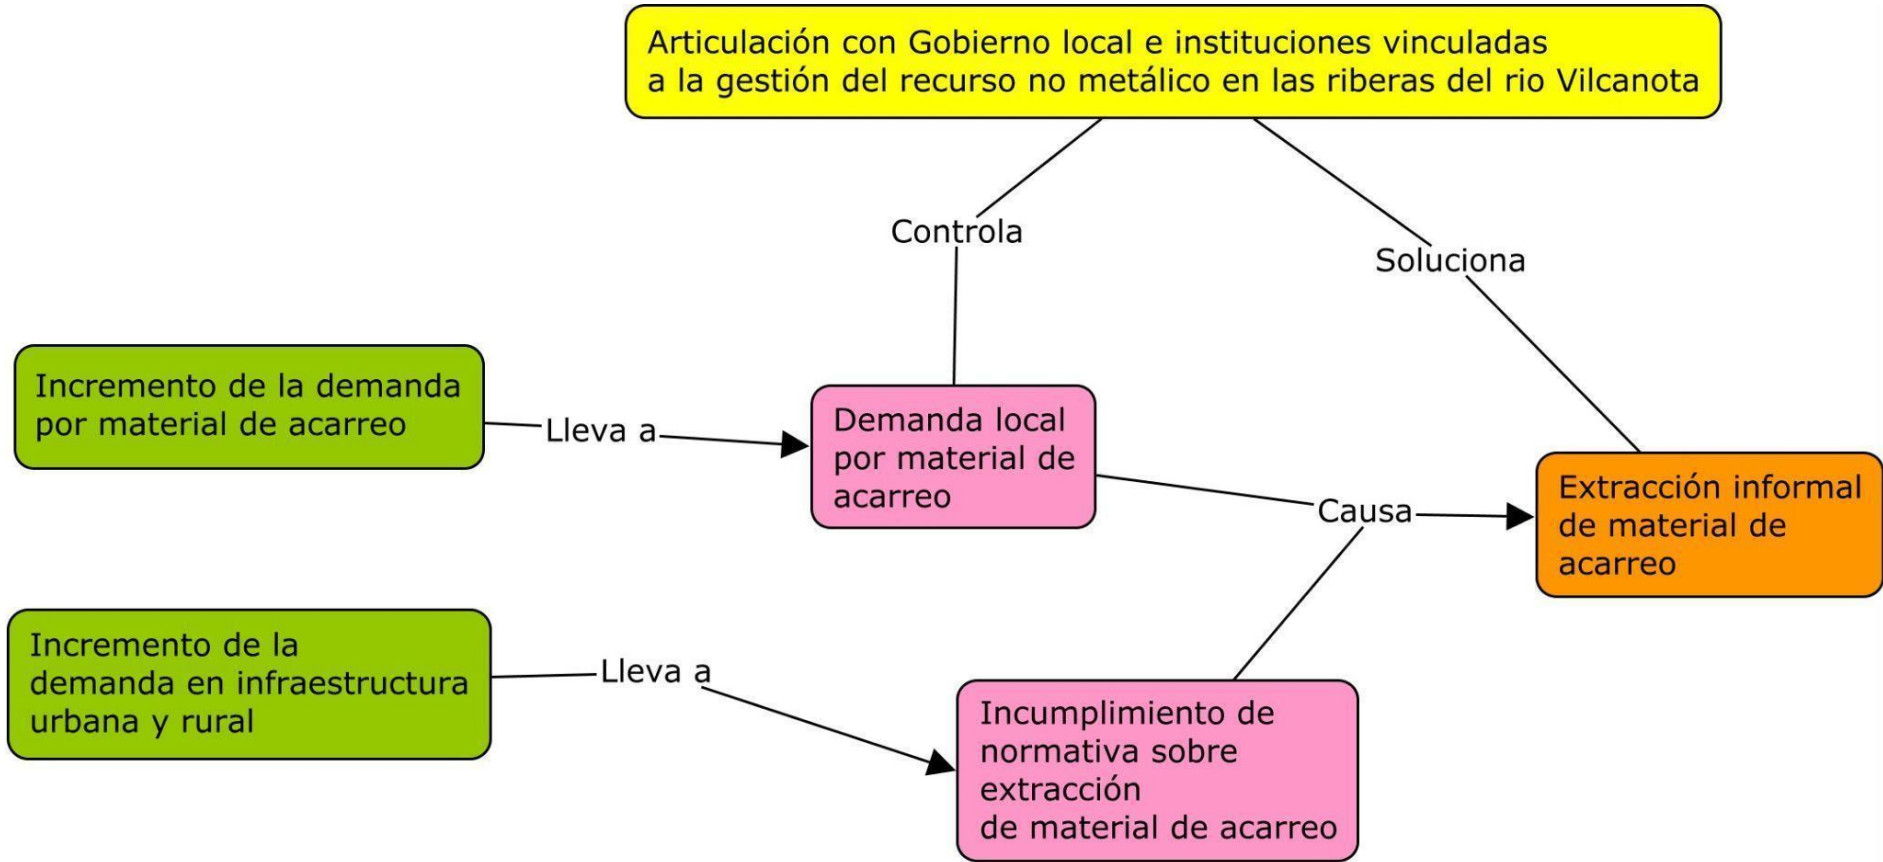 Articulación con Gobierno local e instituciones vinculadas
a la gestión del recurso no metálico en las riberas del rio Vilcanota
Controla
Soluciona
Incremento de la demanda
por material de acarreo
Lleva a
Demanda local
por material de
acarreo
Causa
Extracción informal
de material de
acarreo
Incremento de la
demanda en infraestructura
urbana y rural
Lleva a
Incumplimiento de
normativa sobre
extracción
de material de acarreo